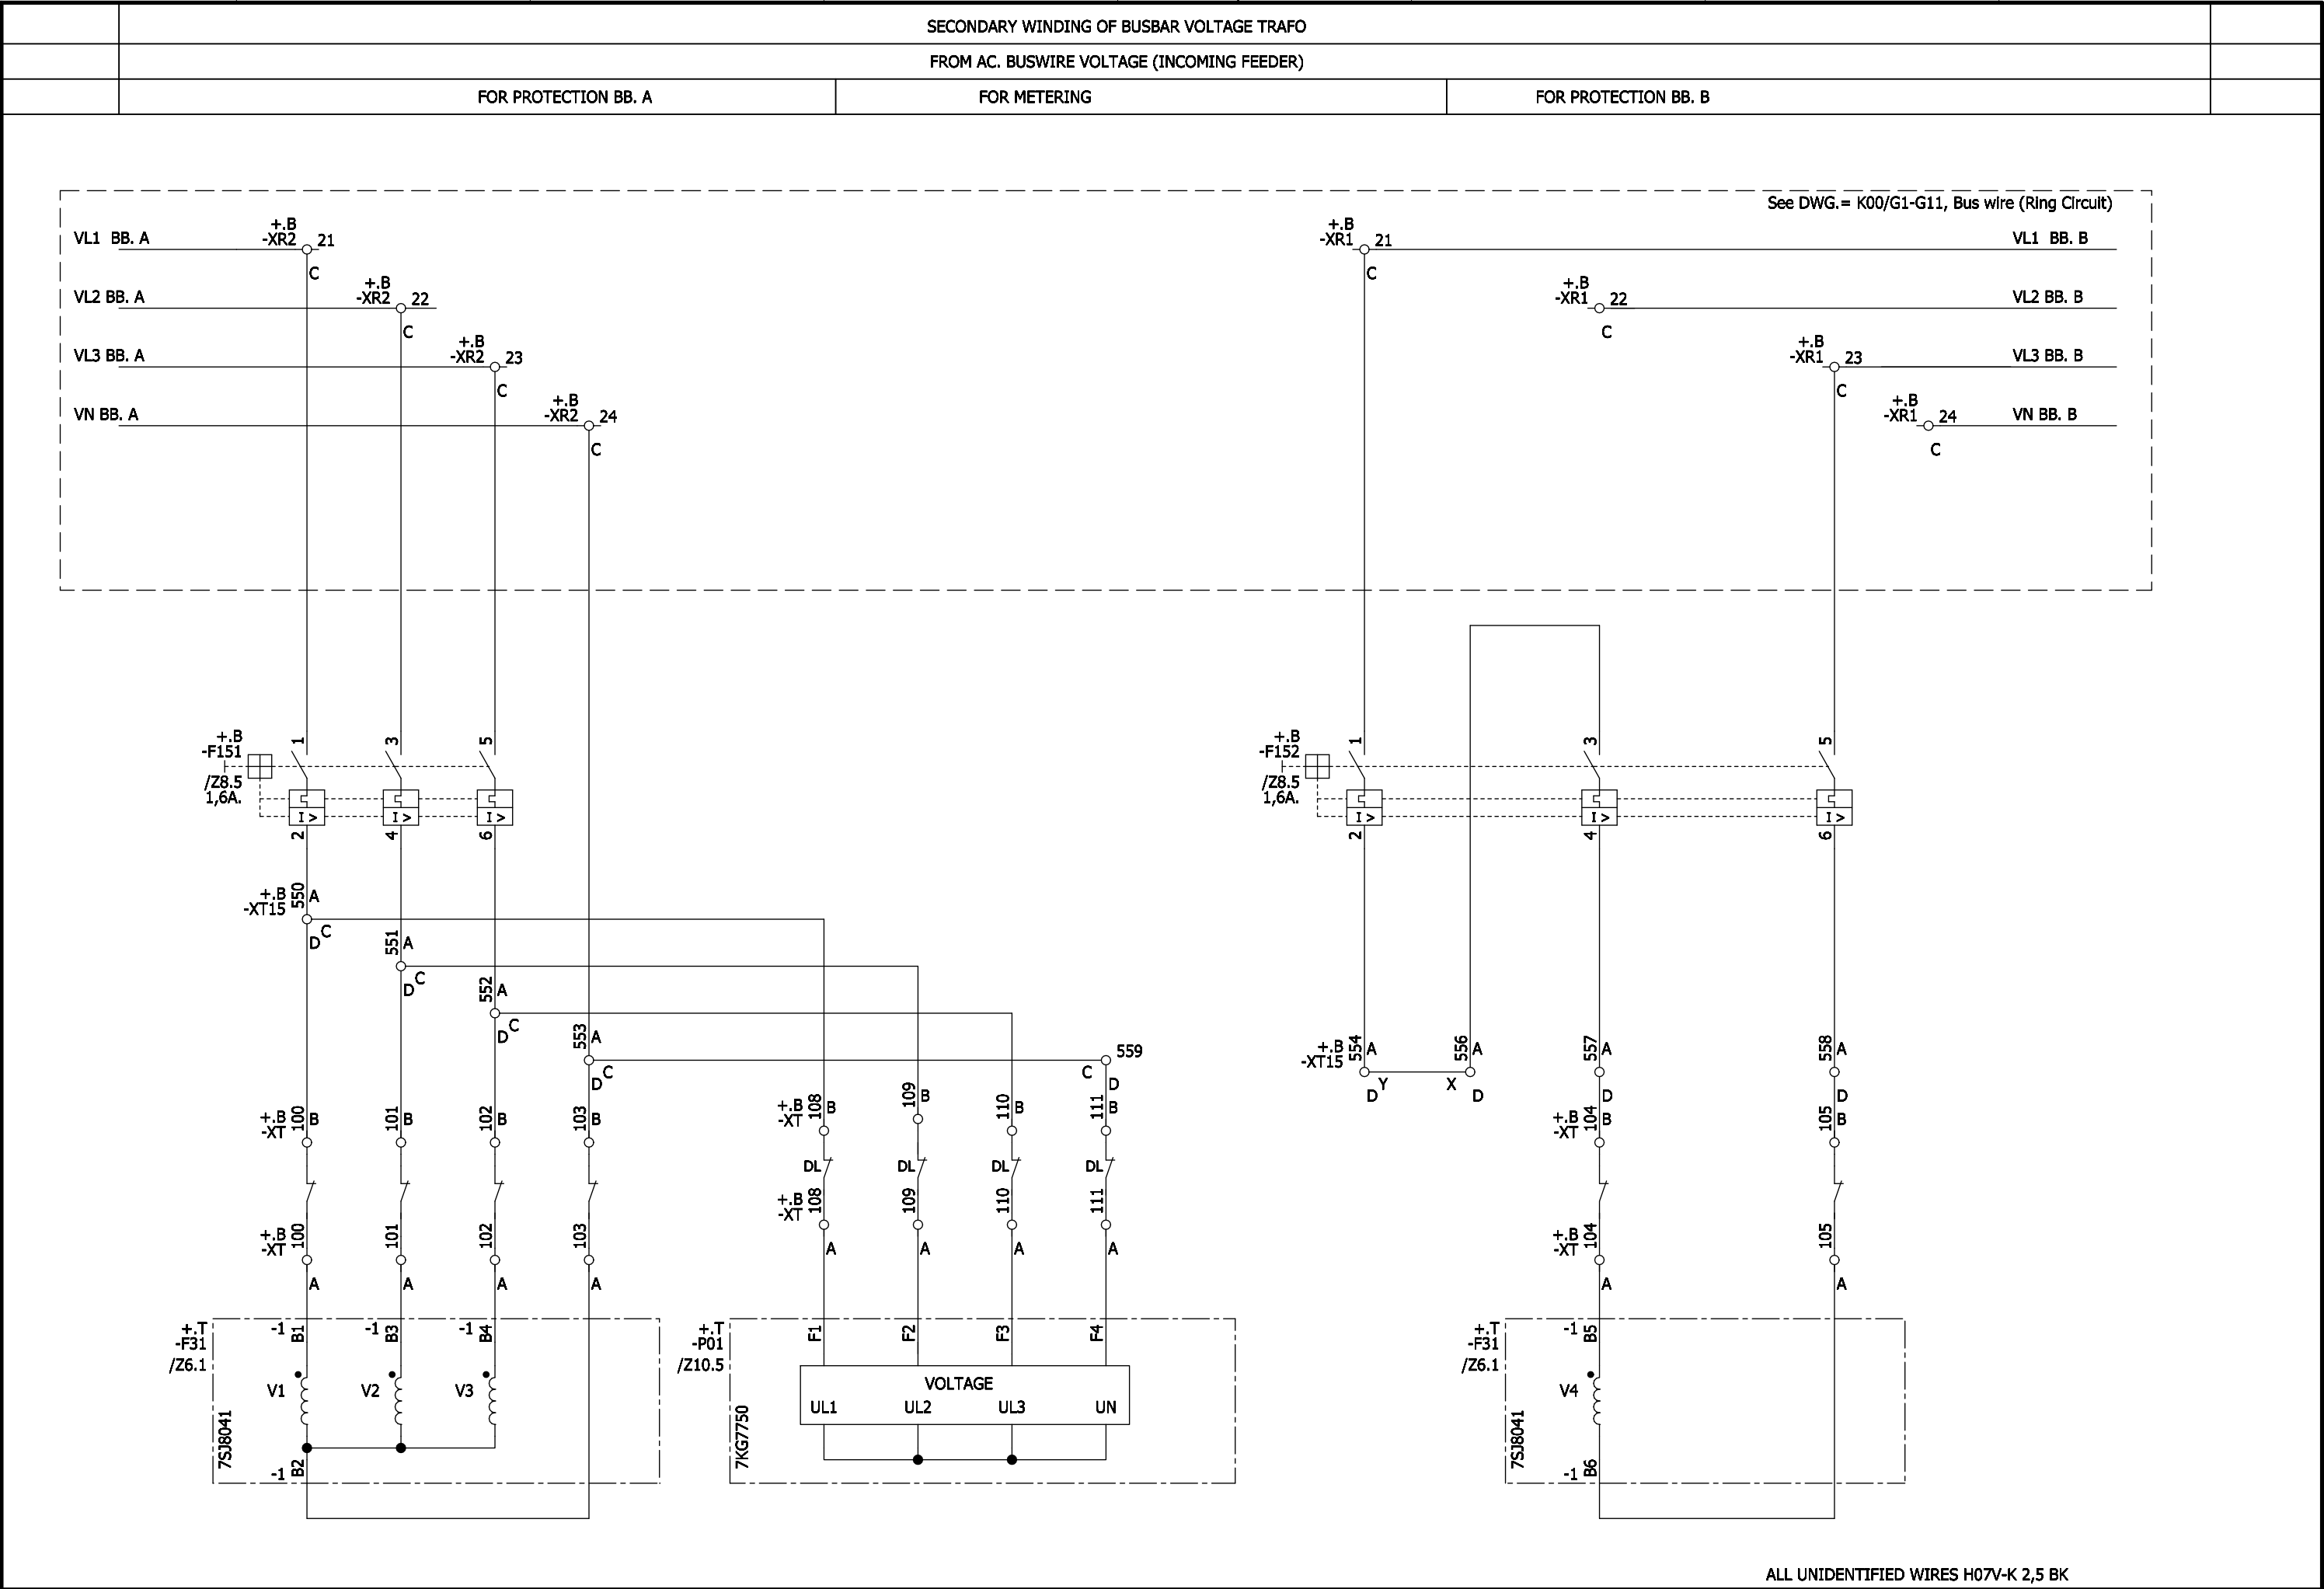 SECONDARY WINDING OF BUSBAR VOLTAGE TRAFO
FROM AC. BUSWIRE VOLTAGE (INCOMING FEEDER)
FOR PROTECTION BB. A
FOR METERING
FOR PROTECTION BB. B
See DWG.= K00/G1-G11, Bus wire (Ring Circuit)
VL1 BB. A
+.B
-XR2
21
C
+.B
-XR1
21
C
VL1 BB. B
VL2 BB. A
+.B
-XR2
22
C
+.B
-XR1
22
C
VL2 BB. B
VL3 BB. A
+.B
-XR2
23
C
+.B
-XR1
23
C
VL3 BB. B
VN BB. A
+.B
-XR2
24
C
+.B
-XR1
24
C
VN BB. B
+.B
-F151
/Z8.5
1,6A.
1
3
5
I >
I >
I >
2
4
6
+.B
-F152
/Z8.5
1,6A.
1
3
5
I >
I >
I >
2
4
6
+.B
-XT15
550
A
D
C
551
A
D
C
552
A
D
C
553
A
D
C
559
C
D
+.B
-XT15
554
A
D
Y
556
A
X
D
557
A
D
558
A
D
+.B
-XT
100
B
101
B
102
B
103
B
+.B
-XT
108
B
109
B
110
B
111
B
+.B
-XT
104
B
105
B
DL
DL
DL
DL
+.B
-XT
108
A
109
A
110
A
111
A
+.B
-XT
100
A
101
A
102
A
103
A
+.B
-XT
104
A
105
A
+.T
-F31
/Z6.1
-1
B1
-1
B3
-1
B4
V1
V2
V3
7SJ8041
-1
B2
+.T
-P01
/Z10.5
F1
F2
F3
F4
VOLTAGE
UL1
UL2
UL3
UN
7KG7750
+.T
-F31
/Z6.1
-1
B5
V4
7SJ8041
-1
B6
ALL UNIDENTIFIED WIRES H07V-K 2,5 BK